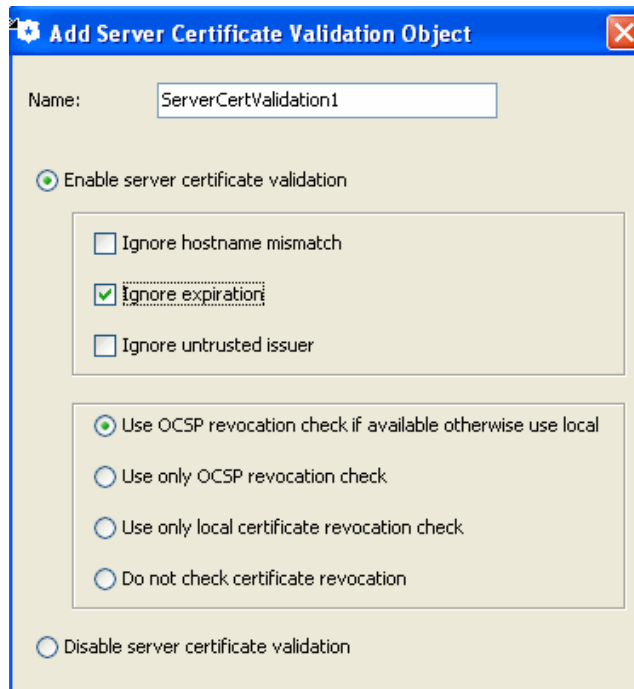 Add Server Certificate Validation Object
Name: ServerCertValidation1
Enable server certificate validation
Ignore hostname mismatch
Ignore expiration
Ignore untrusted issuer
Use OCSP revocation check if available otherwise use local
Use only OCSP revocation check
Use only local certificate revocation check
Do not check certificate revocation
Disable server certificate validation